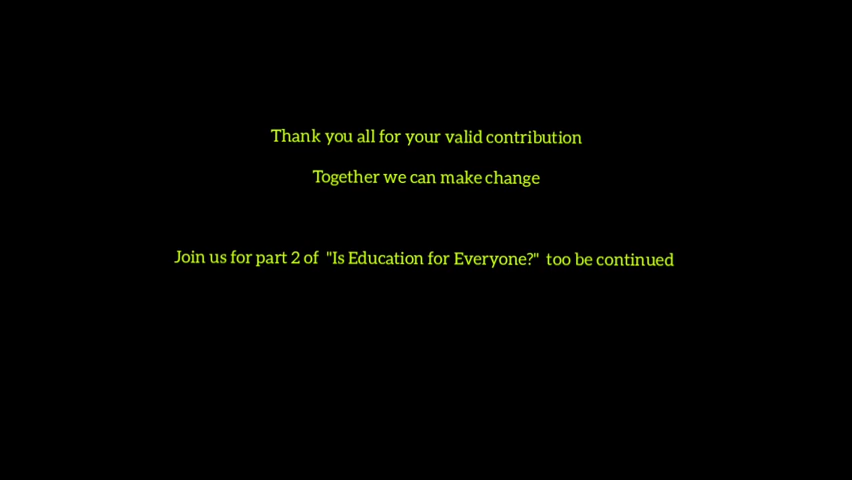 Thank you all for your valid contribution
Together we can make change
Join us for part 2 of "Is Education for Everyone?" too be continued